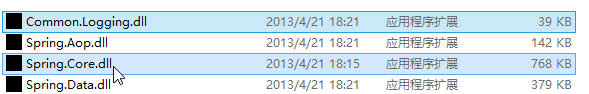 Common.Logging.dll 2013/4/21 18:21 应用程序扩展 39 KB
Spring.Aop.dll 2013/4/21 18:21 应用程序扩展 142 KB
Spring.Core.dll 2013/4/21 18:15 应用程序扩展 768 KB
Spring.Data.dll 2013/4/21 18:21 应用程序扩展 379 KB